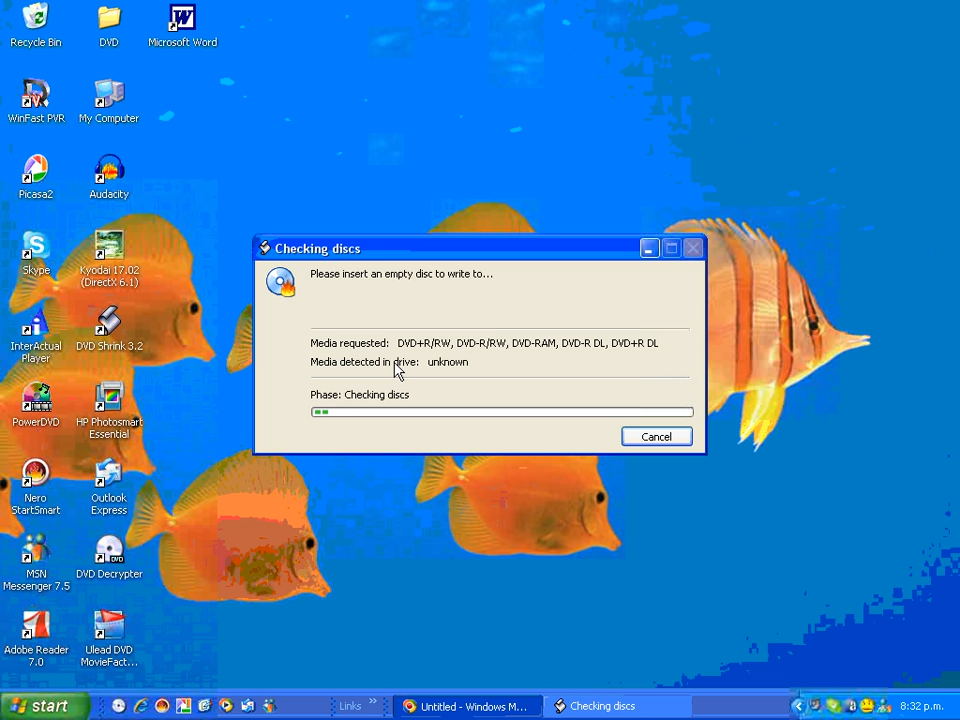 Recycle Bin
DVD
Microsoft Word
WinFast PVR
My Computer
Picasa2
Audacity
Skype
Kyodai 17.02
(DirectX 6.1)
InterActual
Player
DVD Shrink 3.2
PowerDVD
HP Photosmart
Essential
Nero
StartSmart
Outlook
Express
MSN
Messenger 7.5
DVD Decrypter
DVD
Adobe Reader
7.0
Ulead DVD
MovieFact...
Checking discs
Please insert an empty disc to write to...
Media requested: DVD+R/RW, DVD-R/RW, DVD-RAM, DVD-R DL, DVD+R DL
Media detected in drive: unknown
Phase: Checking discs
Cancel
start
Links
Untitled - Windows M...
Checking discs
8:32 p.m.